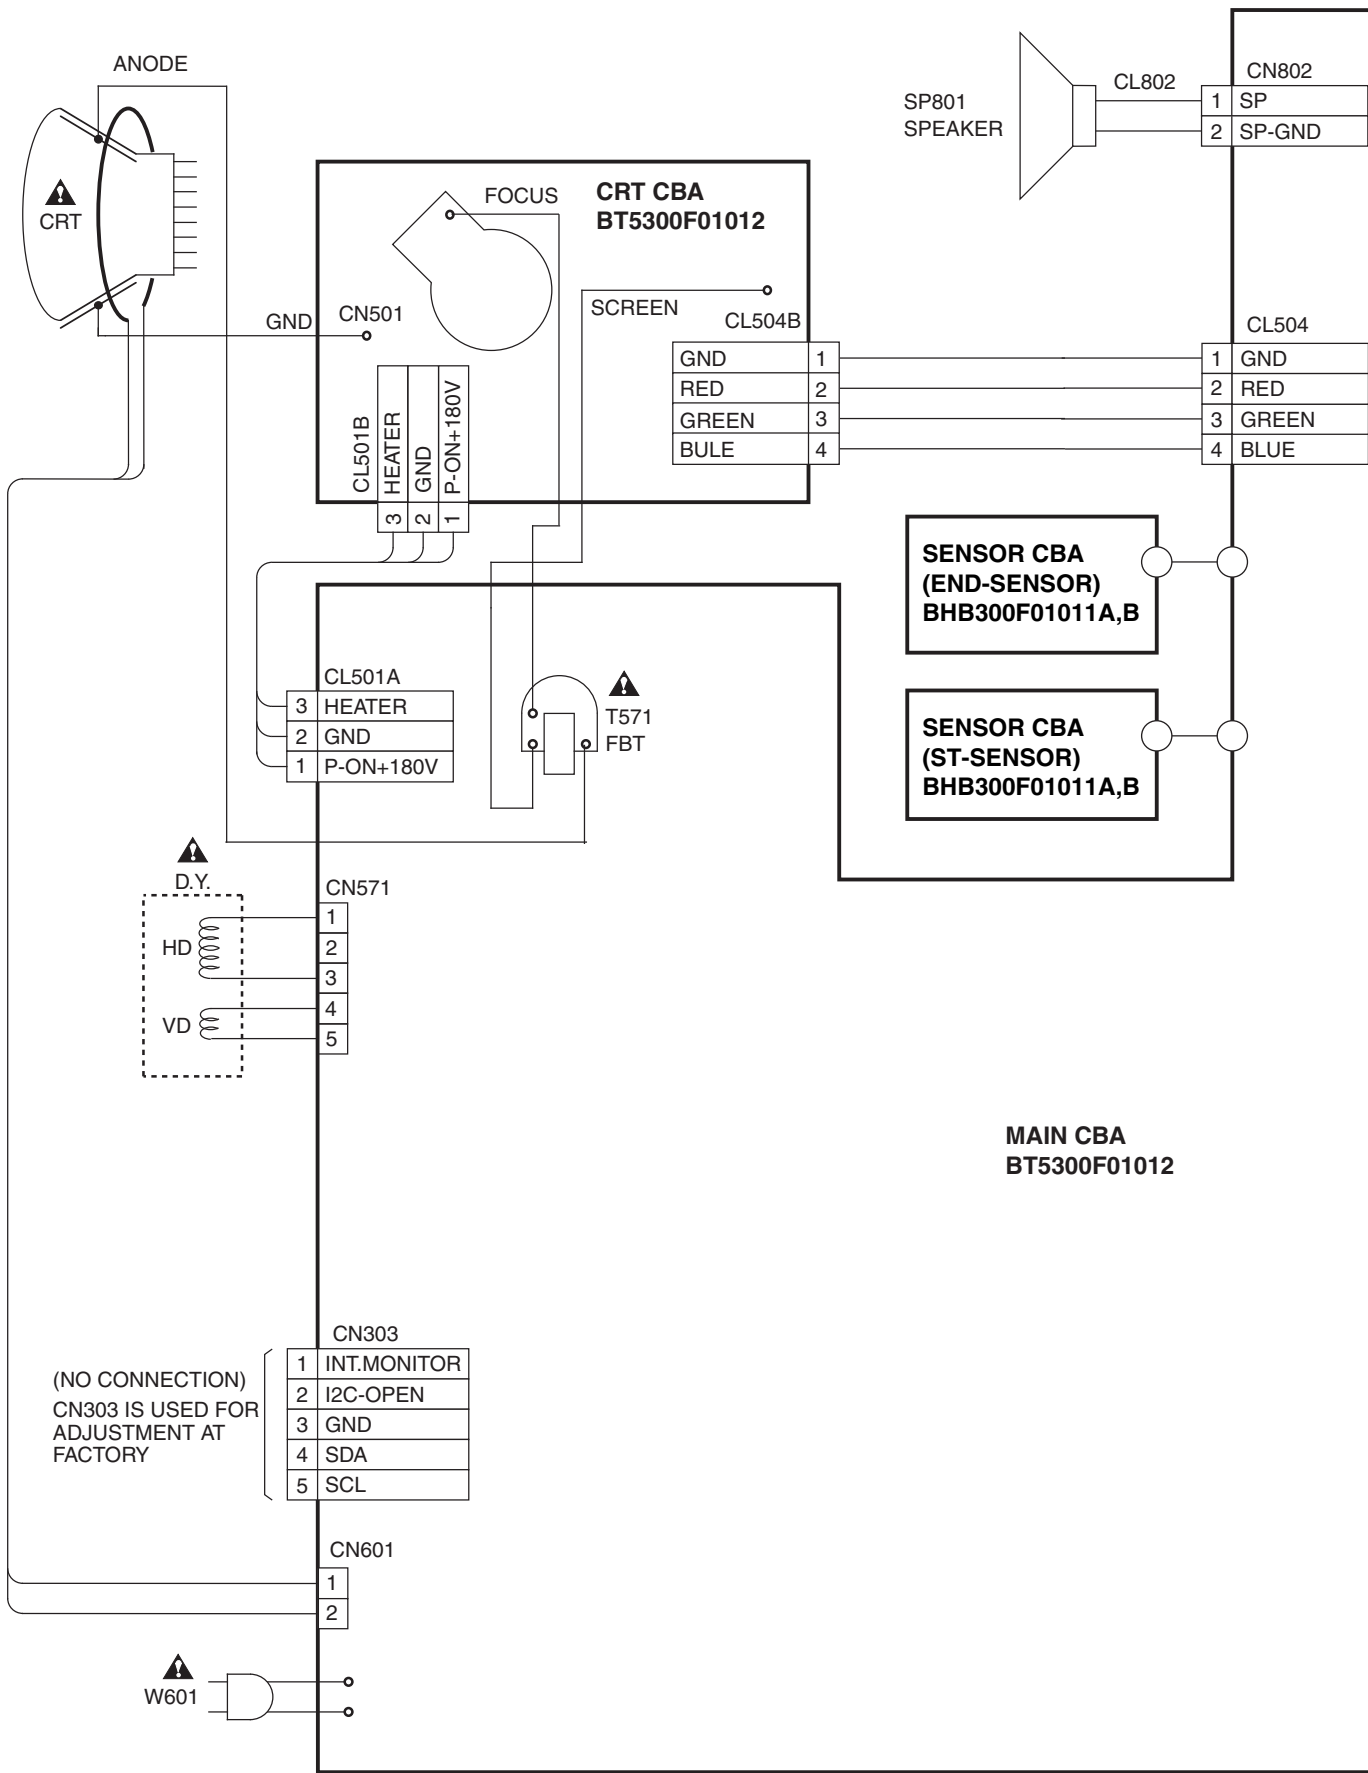 ANODE
CRT
GND
CN501
FOCUS
CRT CBA
BT5300F01012
SCREEN
CL504B
GND 1
RED 2
GREEN 3
BULE 4
CL501B
HEATER 3
GND 2
P-ON+180V 1
SP801
SPEAKER
CL802
CN802
1 SP
2 SP-GND
CL504
1 GND
2 RED
3 GREEN
4 BLUE
SENSOR CBA
(END-SENSOR)
BHB300F01011A,B
SENSOR CBA
(ST-SENSOR)
BHB300F01011A,B
CL501A
3 HEATER
2 GND
1 P-ON+180V
T571
FBT
D.Y.
HD
VD
CN571
1
2
3
4
5
MAIN CBA
BT5300F01012
CN303
1 INT.MONITOR
2 I2C-OPEN
3 GND
4 SDA
5 SCL
(NO CONNECTION)
CN303 IS USED FOR
ADJUSTMENT AT
FACTORY
CN601
1
2
W601